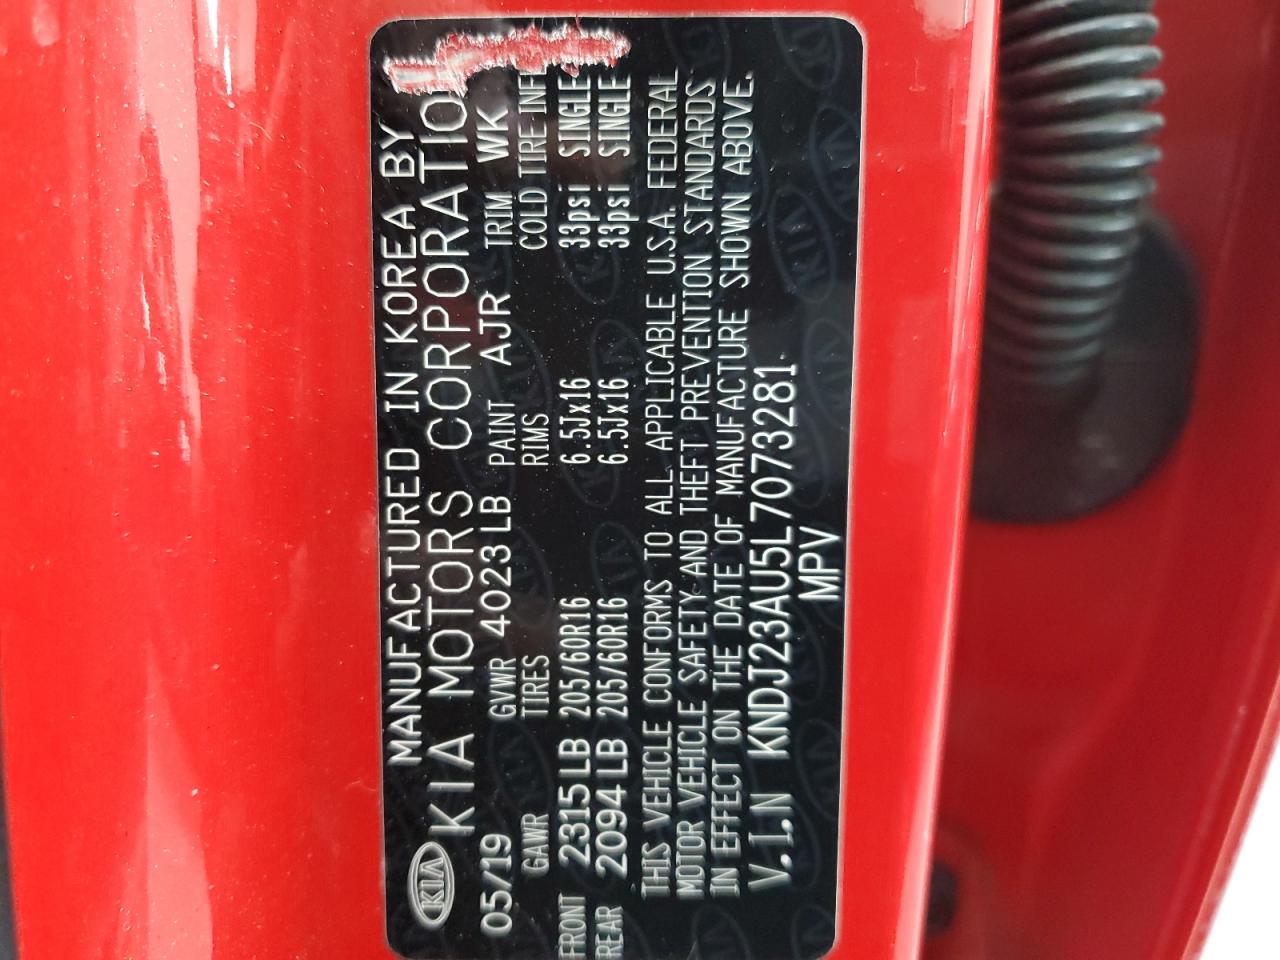 MANUFACTURED IN KOREA BY
KIA KIA MOTORS CORPORATION
05/19 GVWR 4023 LB PAINT AJR TRIM WK
GAWR TIRES RIMS COLD TIRE INFL
FRONT 2315 LB 205/60R16 6.5Jx16 33psi SINGLE
REAR 2094 LB 205/60R16 6.5Jx16 33psi SINGLE
THIS VEHICLE CONFORMS TO ALL APPLICABLE U.S.A. FEDERAL
MOTOR VEHICLE SAFETY AND THEFT PREVENTION STANDARDS
IN EFFECT ON THE DATE OF MANUFACTURE SHOWN ABOVE.
V.I.N KNDJ23AU5L7073281
MPV